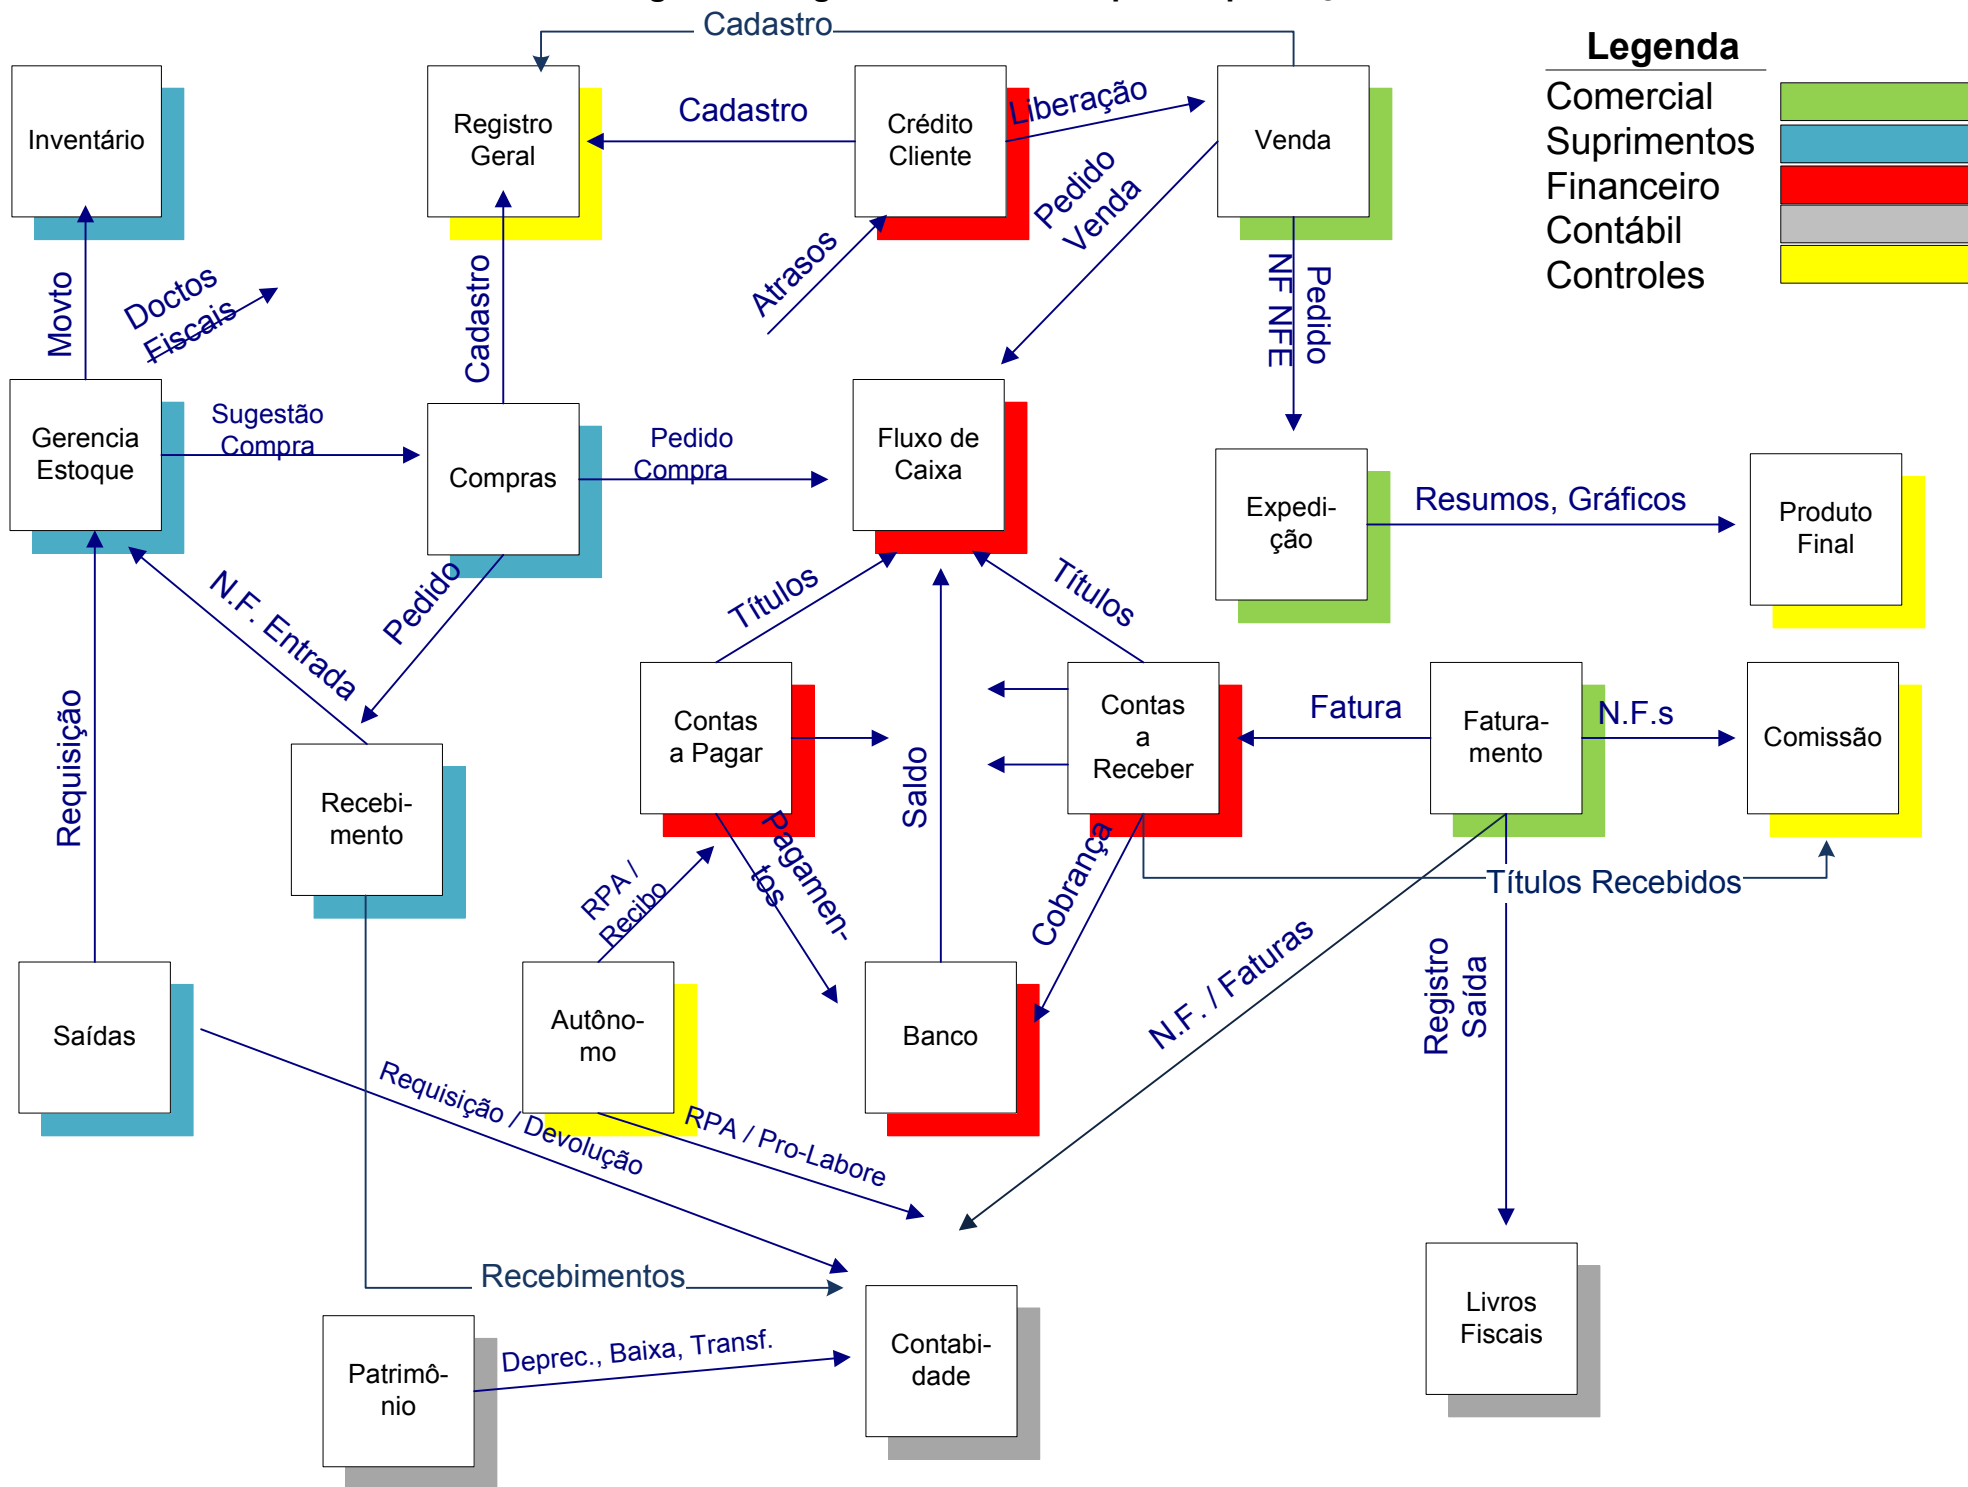 Cadastro
Legenda
Comercial
Suprimentos
Financeiro
Contábil
Controles
Inventário
Registro
Geral
Cadastro
Crédito
Cliente
Liberação
Venda
Pedido
Venda
Atrasos
Pedido
NF NFE
Movto
Doctos
Fiscais
Cadastro
Gerencia
Estoque
Sugestão
Compra
Compras
Pedido
Compra
Fluxo de
Caixa
Expedi-
ção
Resumos, Gráficos
Produto
Final
N.F. Entrada
Pedido
Títulos
Títulos
Requisição
Recebi-
mento
Contas
a Pagar
Saldo
Contas
a
Receber
Fatura
Fatura-
mento
N.F.s
Comissão
RPA /
Recibo
Pagamen-
tos
Cobrança
Títulos Recebidos
N.F. / Faturas
Registro
Saída
Saídas
Autôno-
mo
Banco
Requisição / Devolução
RPA / Pro-Labore
Recebimentos
Patrimô-
nio
Deprec., Baixa, Transf.
Contabi-
dade
Livros
Fiscais